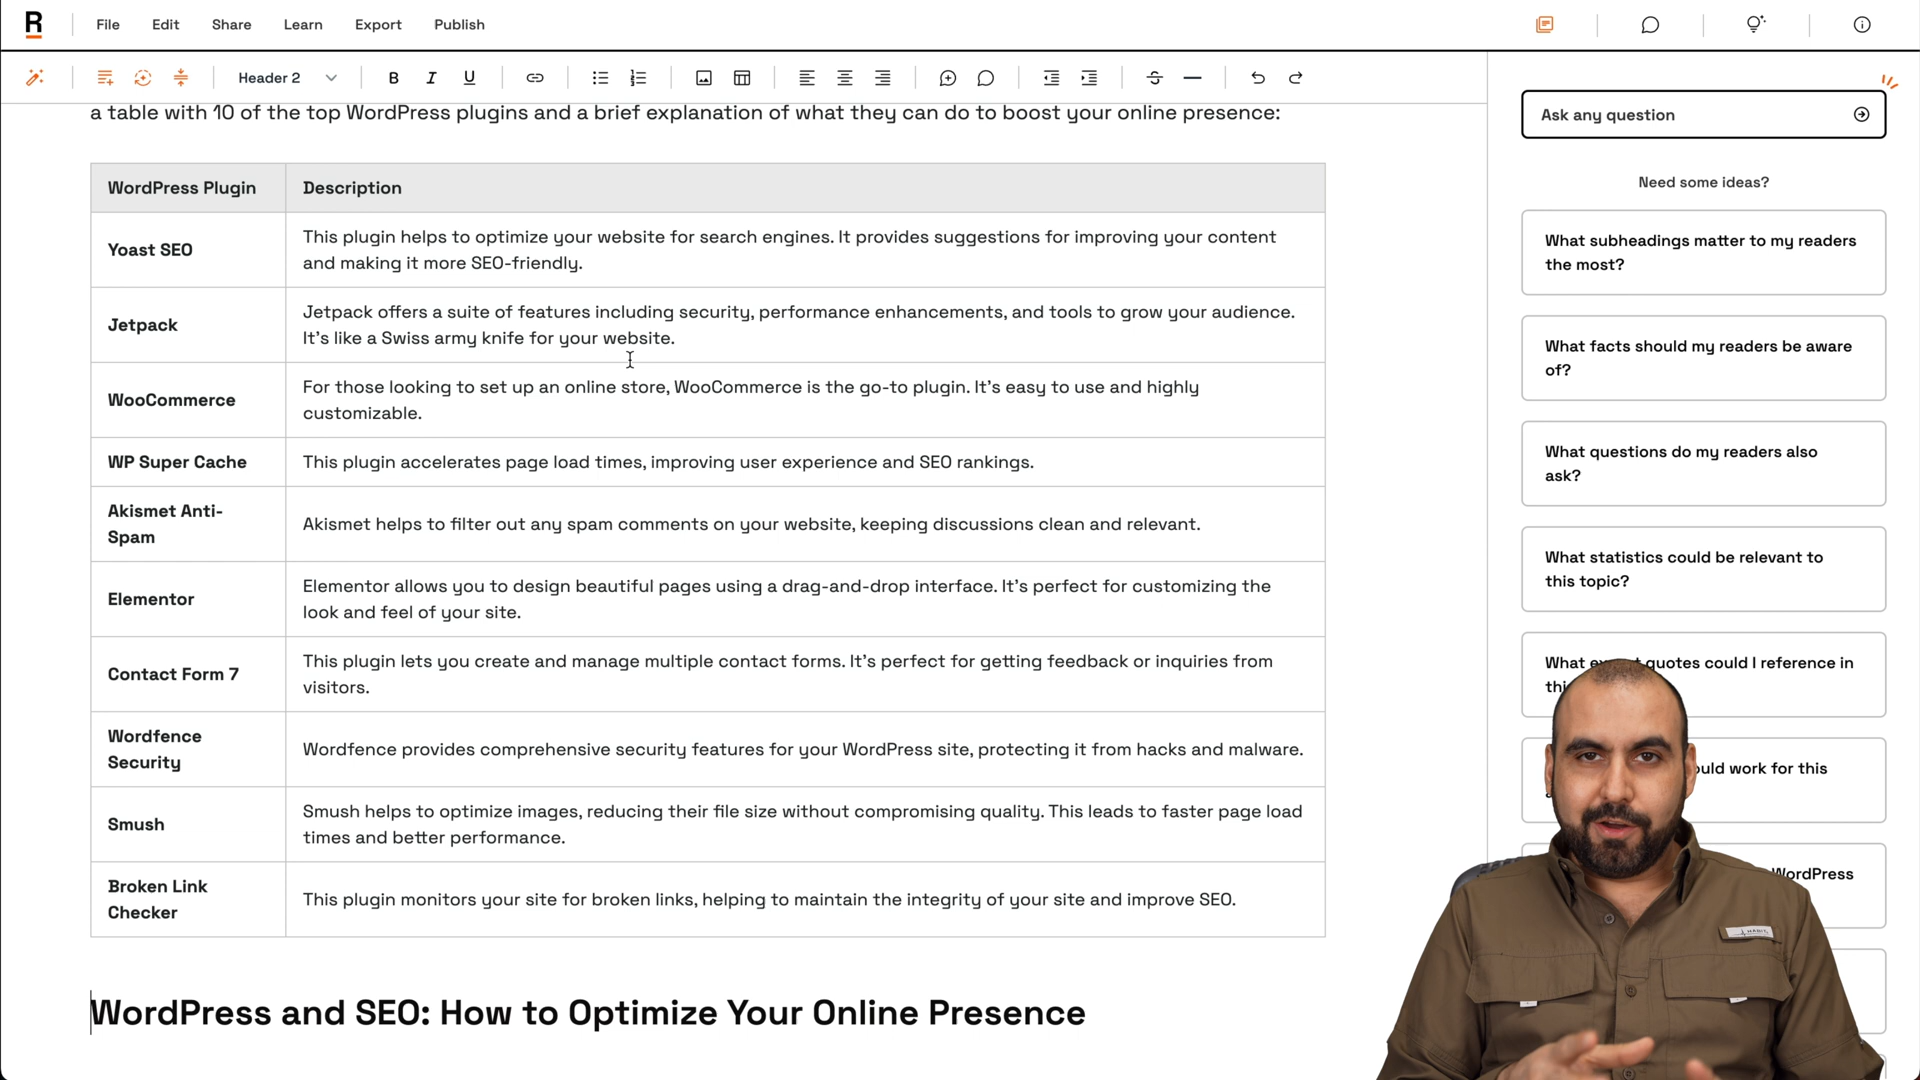 R File Edit Share Learn Export Publish
Header 2 B I U
a table with 10 of the top WordPress plugins and a brief explanation of what they can do to boost your online presence:
WordPress Plugin Description
Yoast SEO
This plugin helps to optimize your website for search engines. It provides suggestions for improving your content
and making it more SEO-friendly.
Jetpack
Jetpack offers a suite of features including security, performance enhancements, and tools to grow your audience.
It's like a Swiss army knife for your website.
WooCommerce
For those looking to set up an online store, WooCommerce is the go-to plugin. It's easy to use and highly
customizable.
WP Super Cache
This plugin accelerates page load times, improving user experience and SEO rankings.
Akismet Anti-
Spam
Akismet helps to filter out any spam comments on your website, keeping discussions clean and relevant.
Elementor
Elementor allows you to design beautiful pages using a drag-and-drop interface. It's perfect for customizing the
look and feel of your site.
Contact Form 7
This plugin lets you create and manage multiple contact forms. It's perfect for getting feedback or inquiries from
visitors.
Wordfence
Security
Wordfence provides comprehensive security features for your WordPress site, protecting it from hacks and malware.
Smush
Smush helps to optimize images, reducing their file size without compromising quality. This leads to faster page load
times and better performance.
Broken Link
Checker
This plugin monitors your site for broken links, helping to maintain the integrity of your site and improve SEO.
WordPress and SEO: How to Optimize Your Online Presence
Ask any question
Need some ideas?
What subheadings matter to my readers
the most?
What facts should my readers be aware
of?
What questions do my readers also
ask?
What statistics could be relevant to
this topic?
What quotes could I reference in
work for this
WordPress